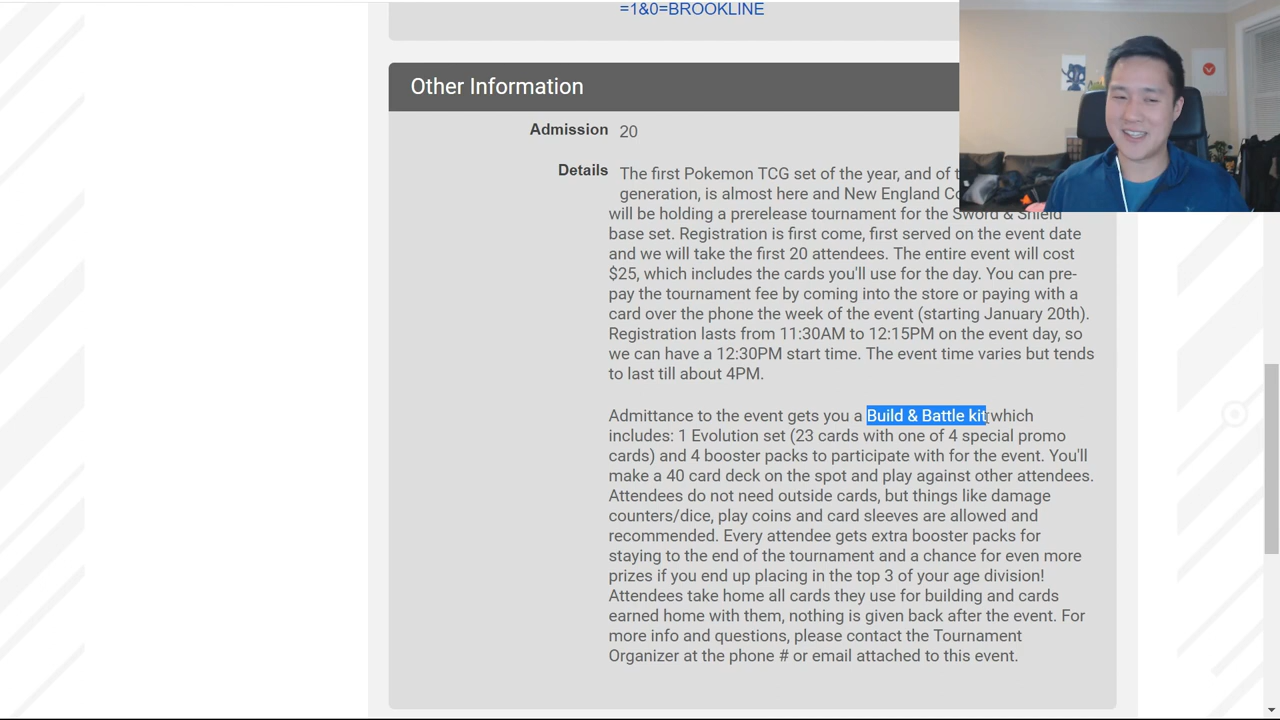 =1&0=BROOKLINE
Other Information
Admission 20
Details The first Pokemon TCG set of the year, and of
generation, is almost here and New England
will be holding a prerelease tournament for the Sword & Shield
base set. Registration is first come, first served on the event date
and we will take the first 20 attendees. The entire event will cost
$25, which includes the cards you'll use for the day. You can pre-
pay the tournament fee by coming into the store or paying with a
card over the phone the week of the event (starting January 20th).
Registration lasts from 11:30AM to 12:15PM on the event day, so
we can have a 12:30PM start time. The event time varies but tends
to last till about 4PM.
Admittance to the event gets you a Build & Battle kit which
includes: 1 Evolution set (23 cards with one of 4 special promo
cards) and 4 booster packs to participate with for the event. You'll
make a 40 card deck on the spot and play against other attendees.
Attendees do not need outside cards, but things like damage
counters/dice, play coins and card sleeves are allowed and
recommended. Every attendee gets extra booster packs for
staying to the end of the tournament and a chance for even more
prizes if you end up placing in the top 3 of your age division!
Attendees take home all cards they use for building and cards
earned home with them, nothing is given back after the event. For
more info and questions, please contact the Tournament
Organizer at the phone # or email attached to this event.